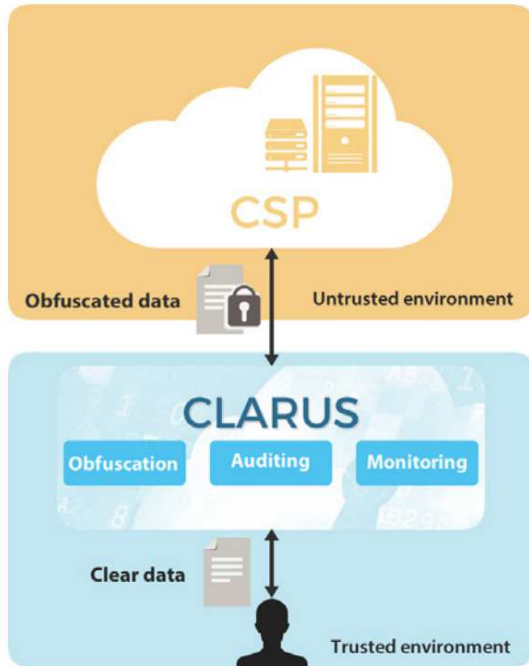 CSP
Obfuscated data
Untrusted environment
CLARUS
Obfuscation
Auditing
Monitoring
Clear data
Trusted environment